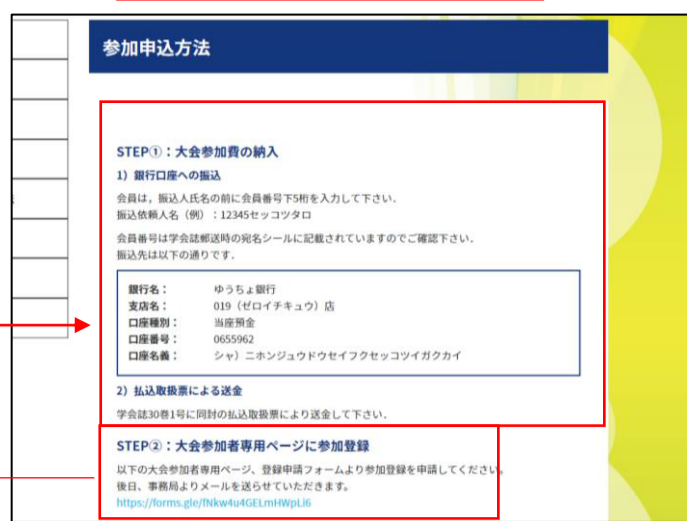 参加申込方法
STEP①：大会参加費の納入
1）銀行口座への振込
会員は，振込人氏名の前に会員番号下5桁を入力して下さい．
振込依頼人名（例）：12345セッコツタロ
会員番号は学会誌郵送時の宛名シールに記載されていますのでご確認下さい．
振込先は以下の通りです．
銀行名： ゆうちょ銀行
支店名： 019（ゼロイチキュウ）店
口座種別： 当座預金
口座番号： 0655962
口座名義： シャ）ニホンジュウドウセイフクセッコツイガクカイ
2）払込取扱票による送金
学会誌30巻1号に同封の払込取扱票により送金して下さい．
STEP②：大会参加者専用ページに参加登録
以下の大会参加者専用ページ、登録申請フォームより参加登録を申請してください。
後日、事務局よりメールを送らせていただきます。
https://forms.gle/fNkw4u4GELmHWpLi6